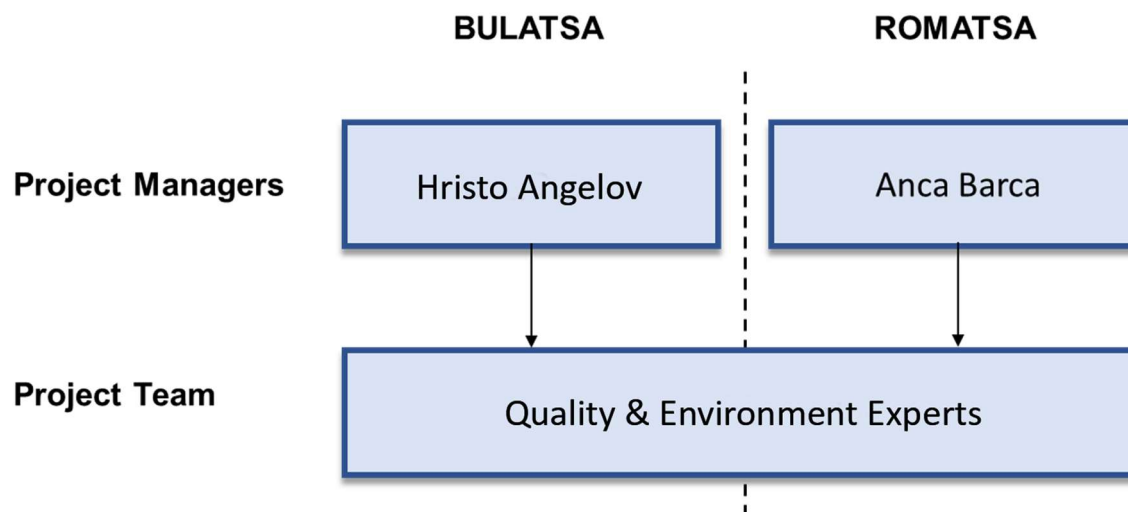 BULATSA
ROMATSA
Project Managers
Hristo Angelov
Anca Barca
Project Team
Quality & Environment Experts